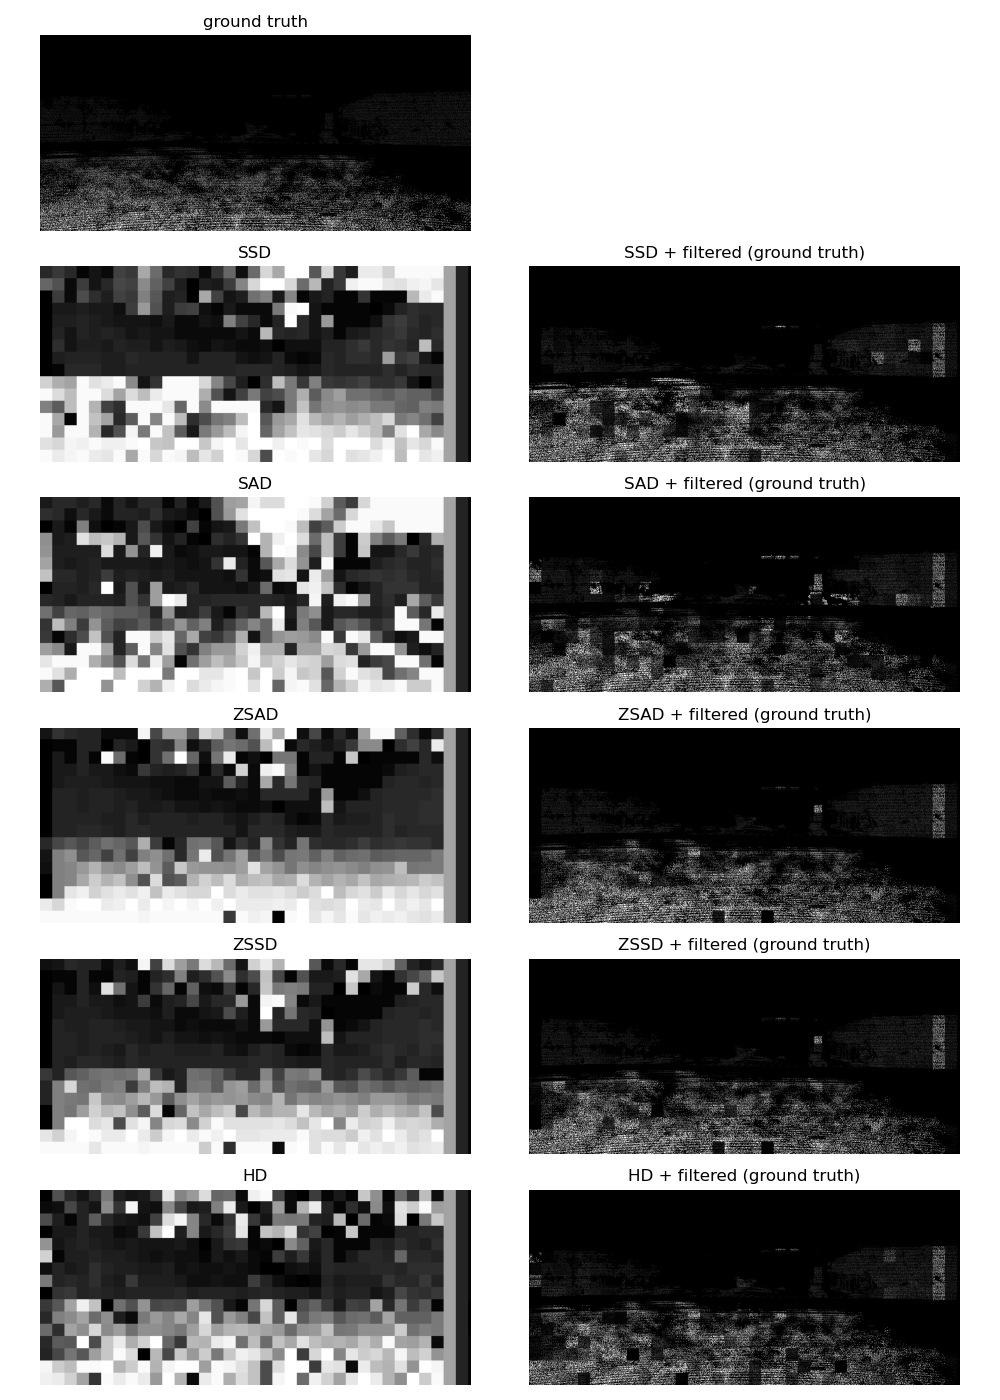 ground truth
SSD
SSD + filtered (ground truth)
SAD
SAD + filtered (ground truth)
ZSAD
ZSAD + filtered (ground truth)
ZSSD
ZSSD + filtered (ground truth)
HD
HD + filtered (ground truth)